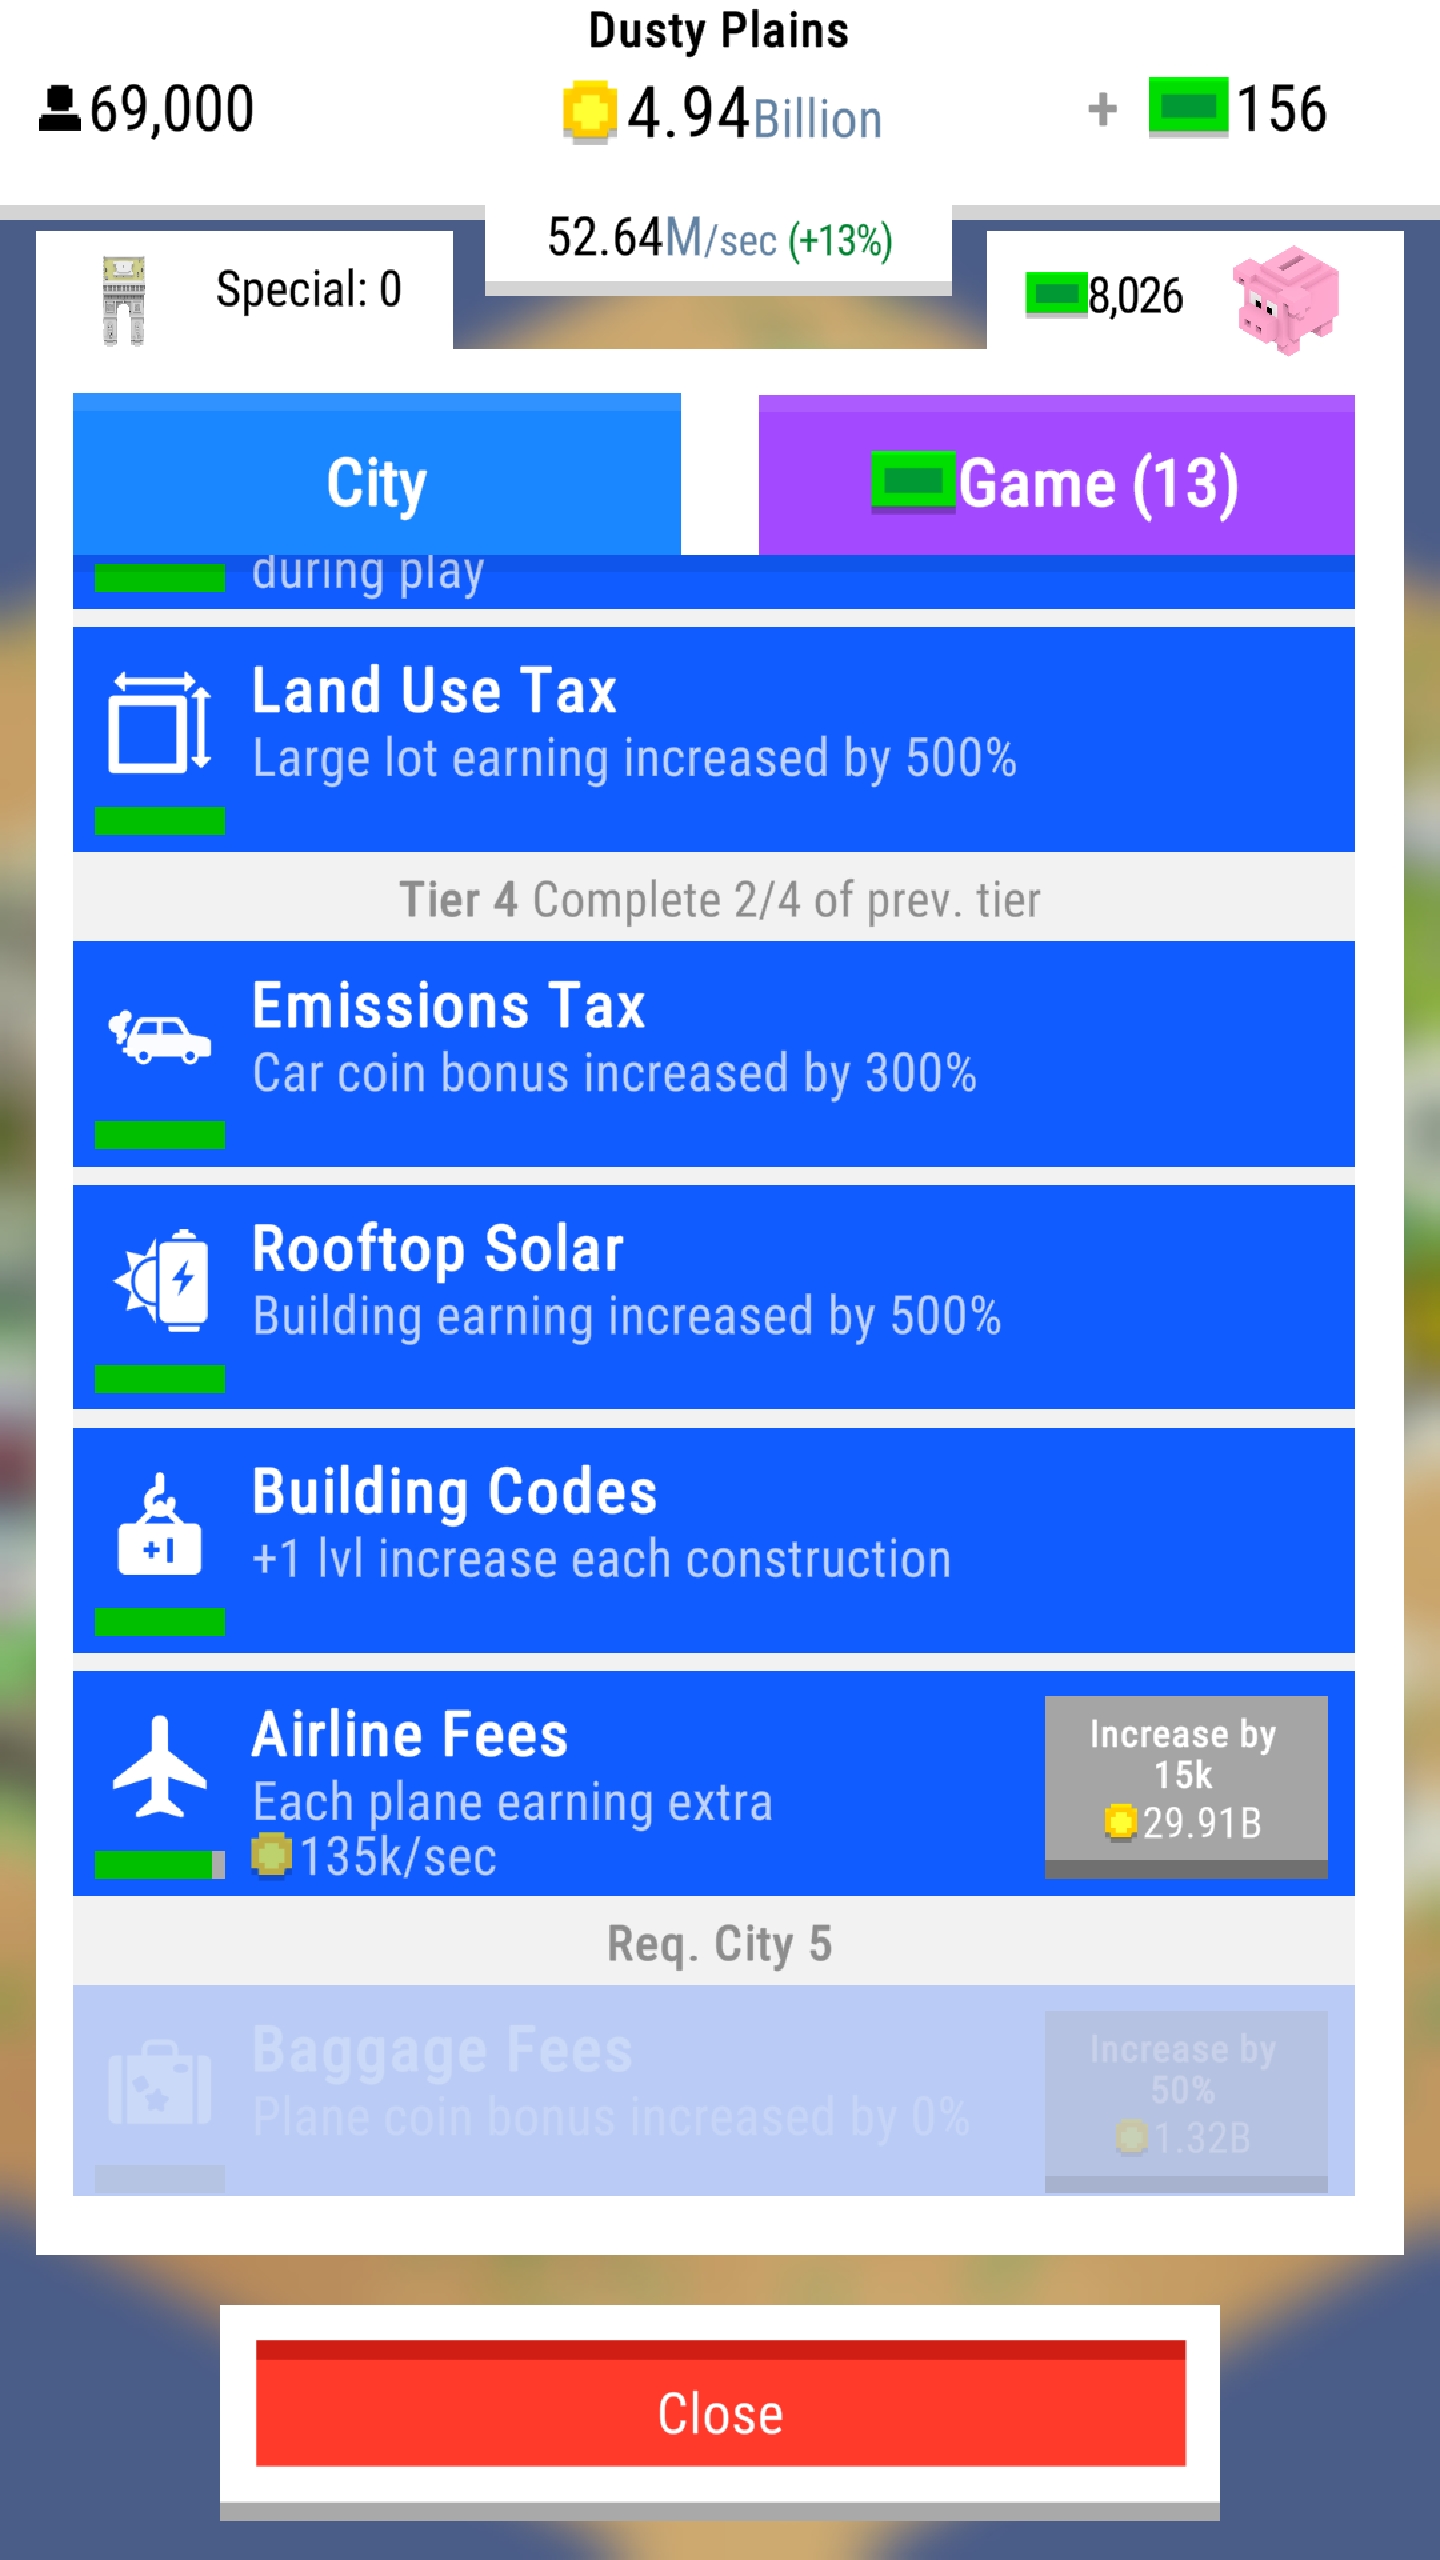 Dusty Plains
69,000
4.94Billion
+ 156
52.64M/sec (+13%)
Special: 0
8,026
City
Game (13)
during play
Land Use Tax
Large lot earning increased by 500%
Tier 4 Complete 2/4 of prev. tier
Emissions Tax
Car coin bonus increased by 300%
Rooftop Solar
Building earning increased by 500%
Building Codes
+1 lvl increase each construction
+1
Airline Fees
Each plane earning extra
135k/sec
Increase by
15k
29.91B
Req. City 5
Baggage Fees
Plane coin bonus increased by 0%
Increase by
50%
1.32B
Close